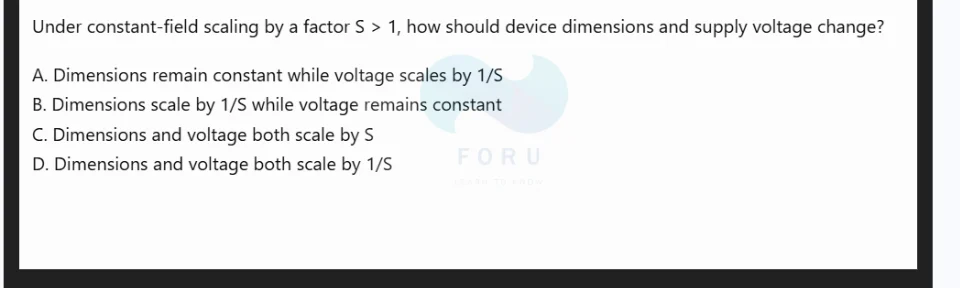 Under constant-field scaling by a factor S > 1, how should device dimensions and supply voltage change?
A. Dimensions remain constant while voltage scales by 1/S
B. Dimensions scale by 1/S while voltage remains constant
C. Dimensions and voltage both scale by S
D. Dimensions and voltage both scale by 1/S
FORU